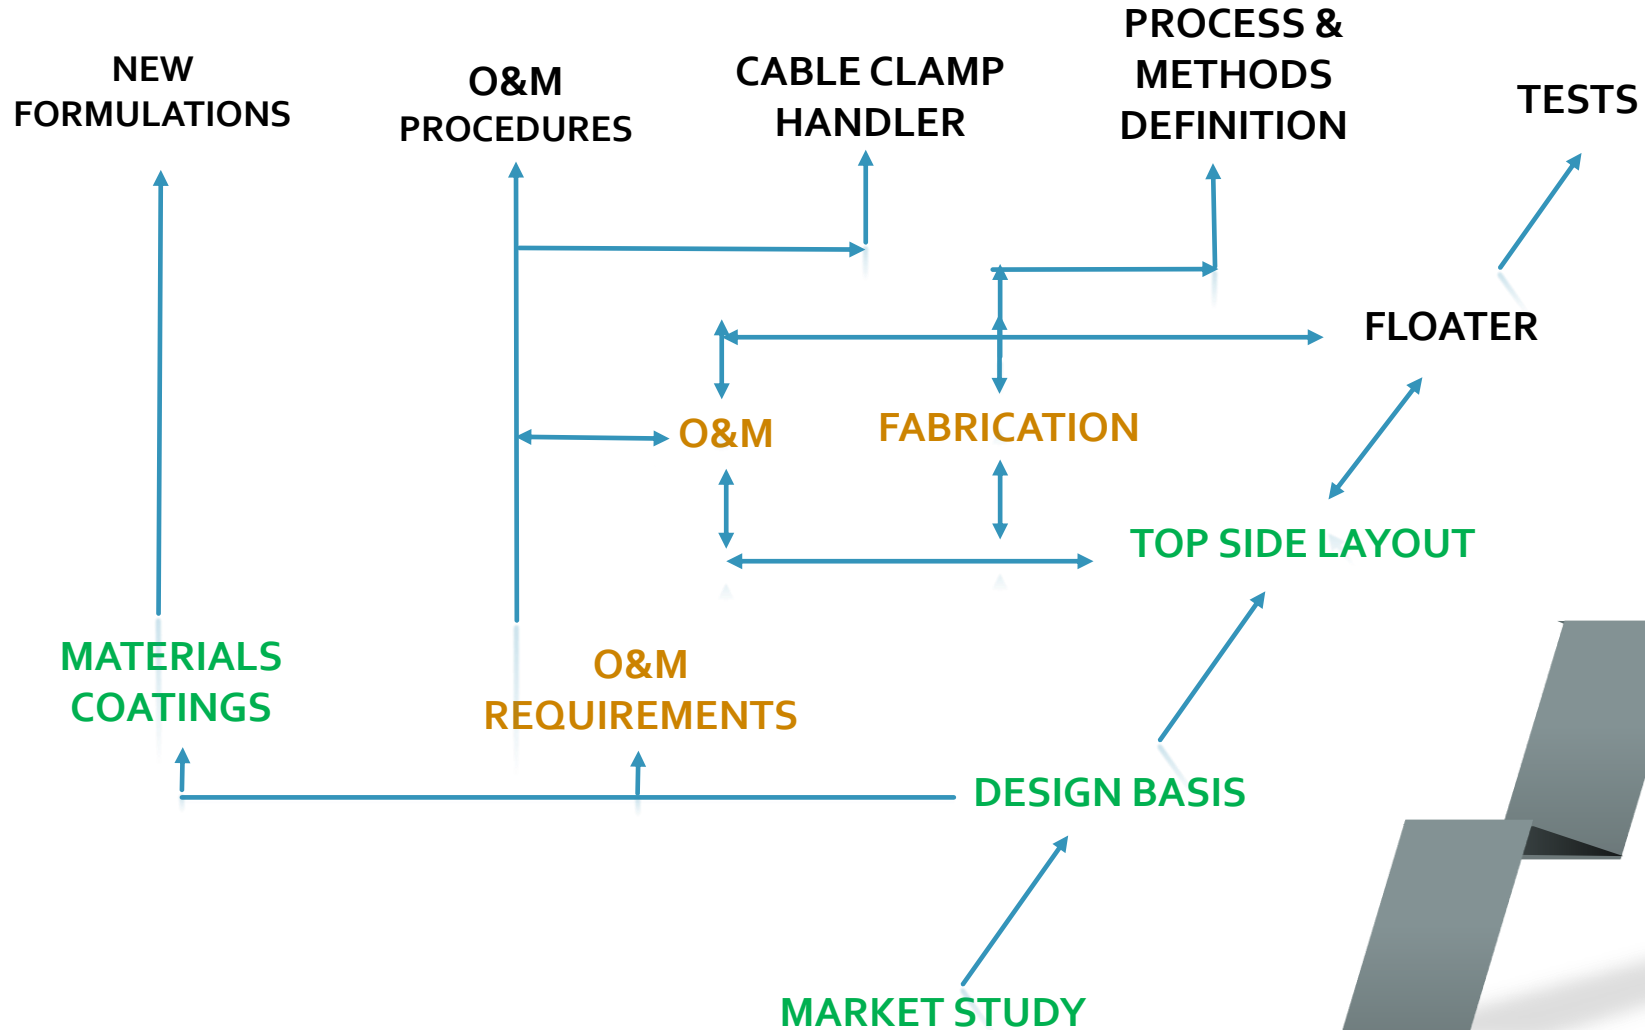 NEW
FORMULATIONS
O&M
PROCEDURES
CABLE CLAMP
HANDLER
PROCESS &
METHODS
DEFINITION
TESTS
FLOATER
O&M
FABRICATION
TOP SIDE LAYOUT
MATERIALS
COATINGS
O&M
REQUIREMENTS
DESIGN BASIS
MARKET STUDY